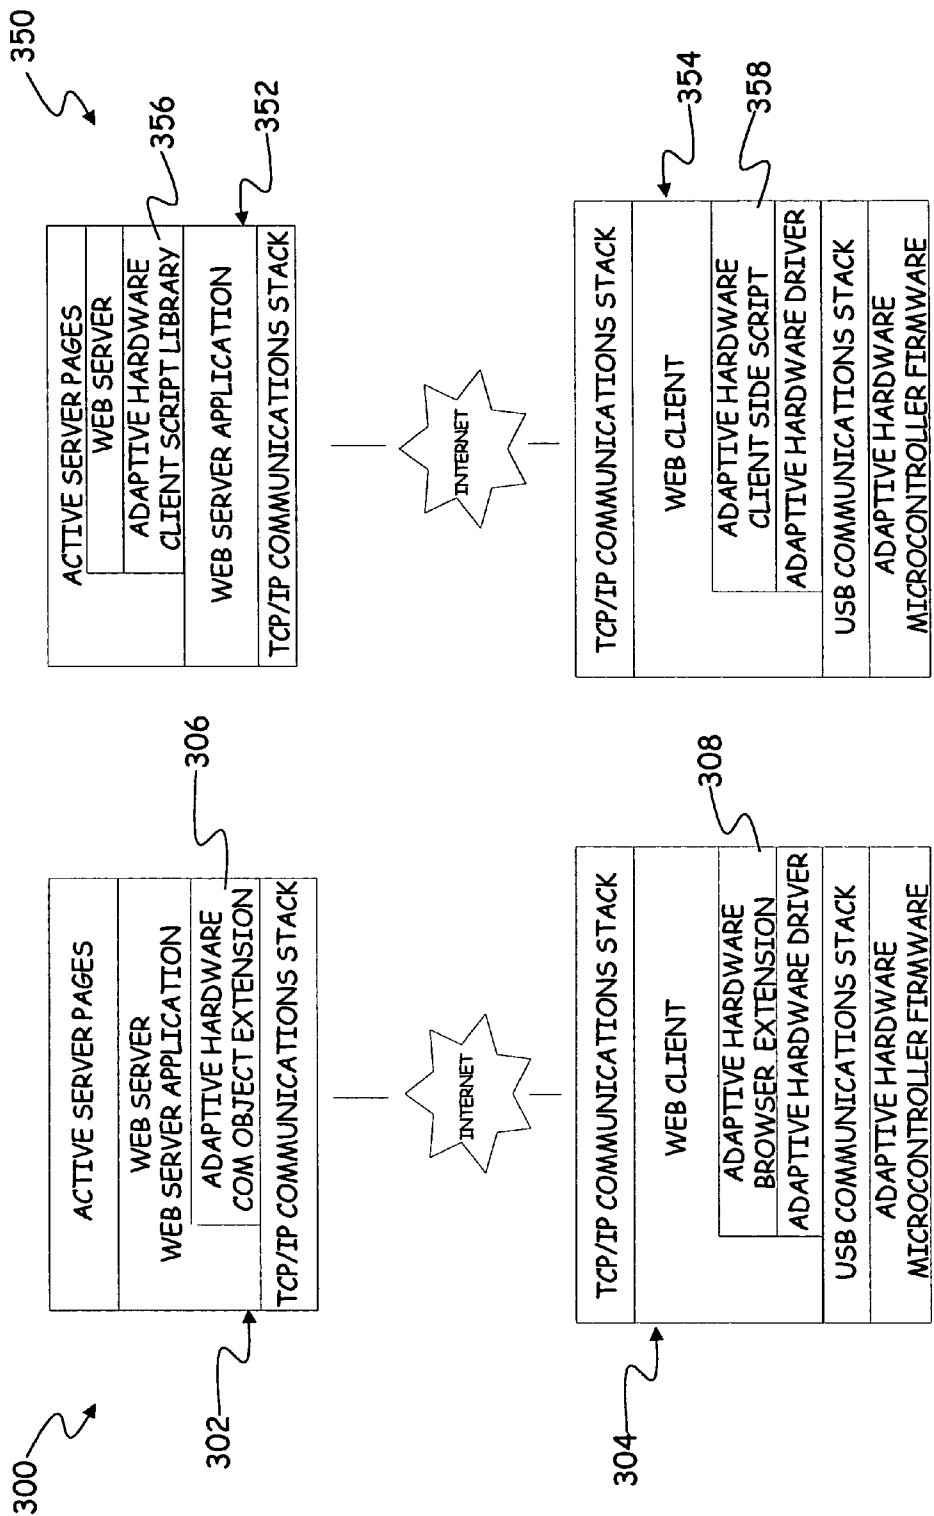 300
302
ACTIVE SERVER PAGES
WEB SERVER
WEB SERVER APPLICATION
ADAPTIVE HARDWARE
COM OBJECT EXTENSION
TCP/IP COMMUNICATIONS STACK
306
INTERNET
304
TCP/IP COMMUNICATIONS STACK
WEB CLIENT
ADAPTIVE HARDWARE
BROWSER EXTENSION
ADAPTIVE HARDWARE DRIVER
USB COMMUNICATIONS STACK
ADAPTIVE HARDWARE
MICROCONTROLLER FIRMWARE
308
350
ACTIVE SERVER PAGES
WEB SERVER
ADAPTIVE HARDWARE
CLIENT SCRIPT LIBRARY
WEB SERVER APPLICATION
TCP/IP COMMUNICATIONS STACK
356
352
INTERNET
TCP/IP COMMUNICATIONS STACK
WEB CLIENT
ADAPTIVE HARDWARE
CLIENT SIDE SCRIPT
ADAPTIVE HARDWARE DRIVER
USB COMMUNICATIONS STACK
ADAPTIVE HARDWARE
MICROCONTROLLER FIRMWARE
354
358